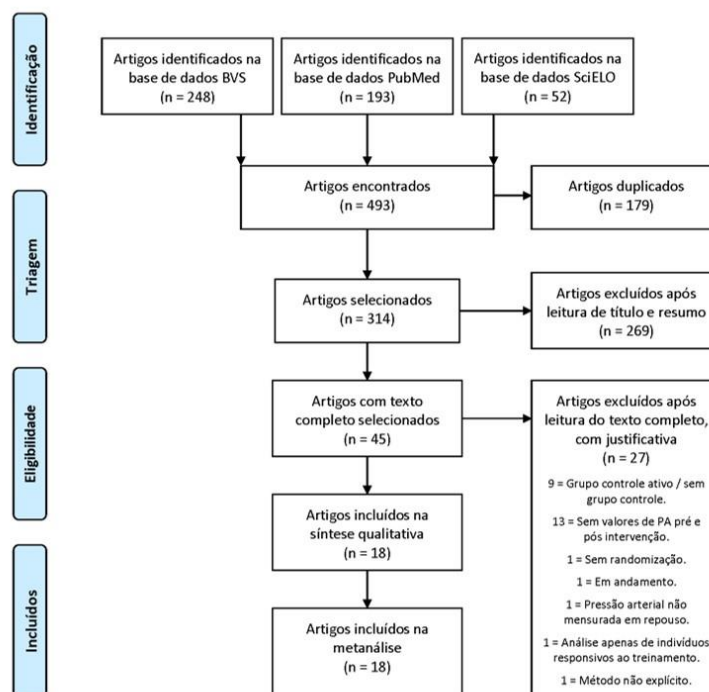 Identificação
Artigos identificados na
base de dados BVS
(n = 248)
Artigos identificados na
base de dados PubMed
(n = 193)
Artigos identificados na
base de dados SciELO
(n = 52)
Artigos encontrados
(n = 493)
Artigos duplicados
(n = 179)
Triagem
Artigos selecionados
(n = 314)
Artigos excluídos após
leitura de título e resumo
(n = 269)
Elegibilidade
Artigos com texto
completo selecionados
(n = 45)
Artigos excluídos após
leitura do texto completo,
com justificativa
(n = 27)
9 = Grupo controle ativo / sem
grupo controle.
13 = Sem valores de PA pré e
pós intervenção.
1 = Sem randomização.
1 = Em andamento.
1 = Pressão arterial não
mensurada em repouso.
1 = Análise apenas de indivíduos
responsivos ao treinamento.
1 = Método não explícito.
Artigos incluídos na
síntese qualitativa
(n = 18)
Incluídos
Artigos incluídos na
metanálise
(n = 18)